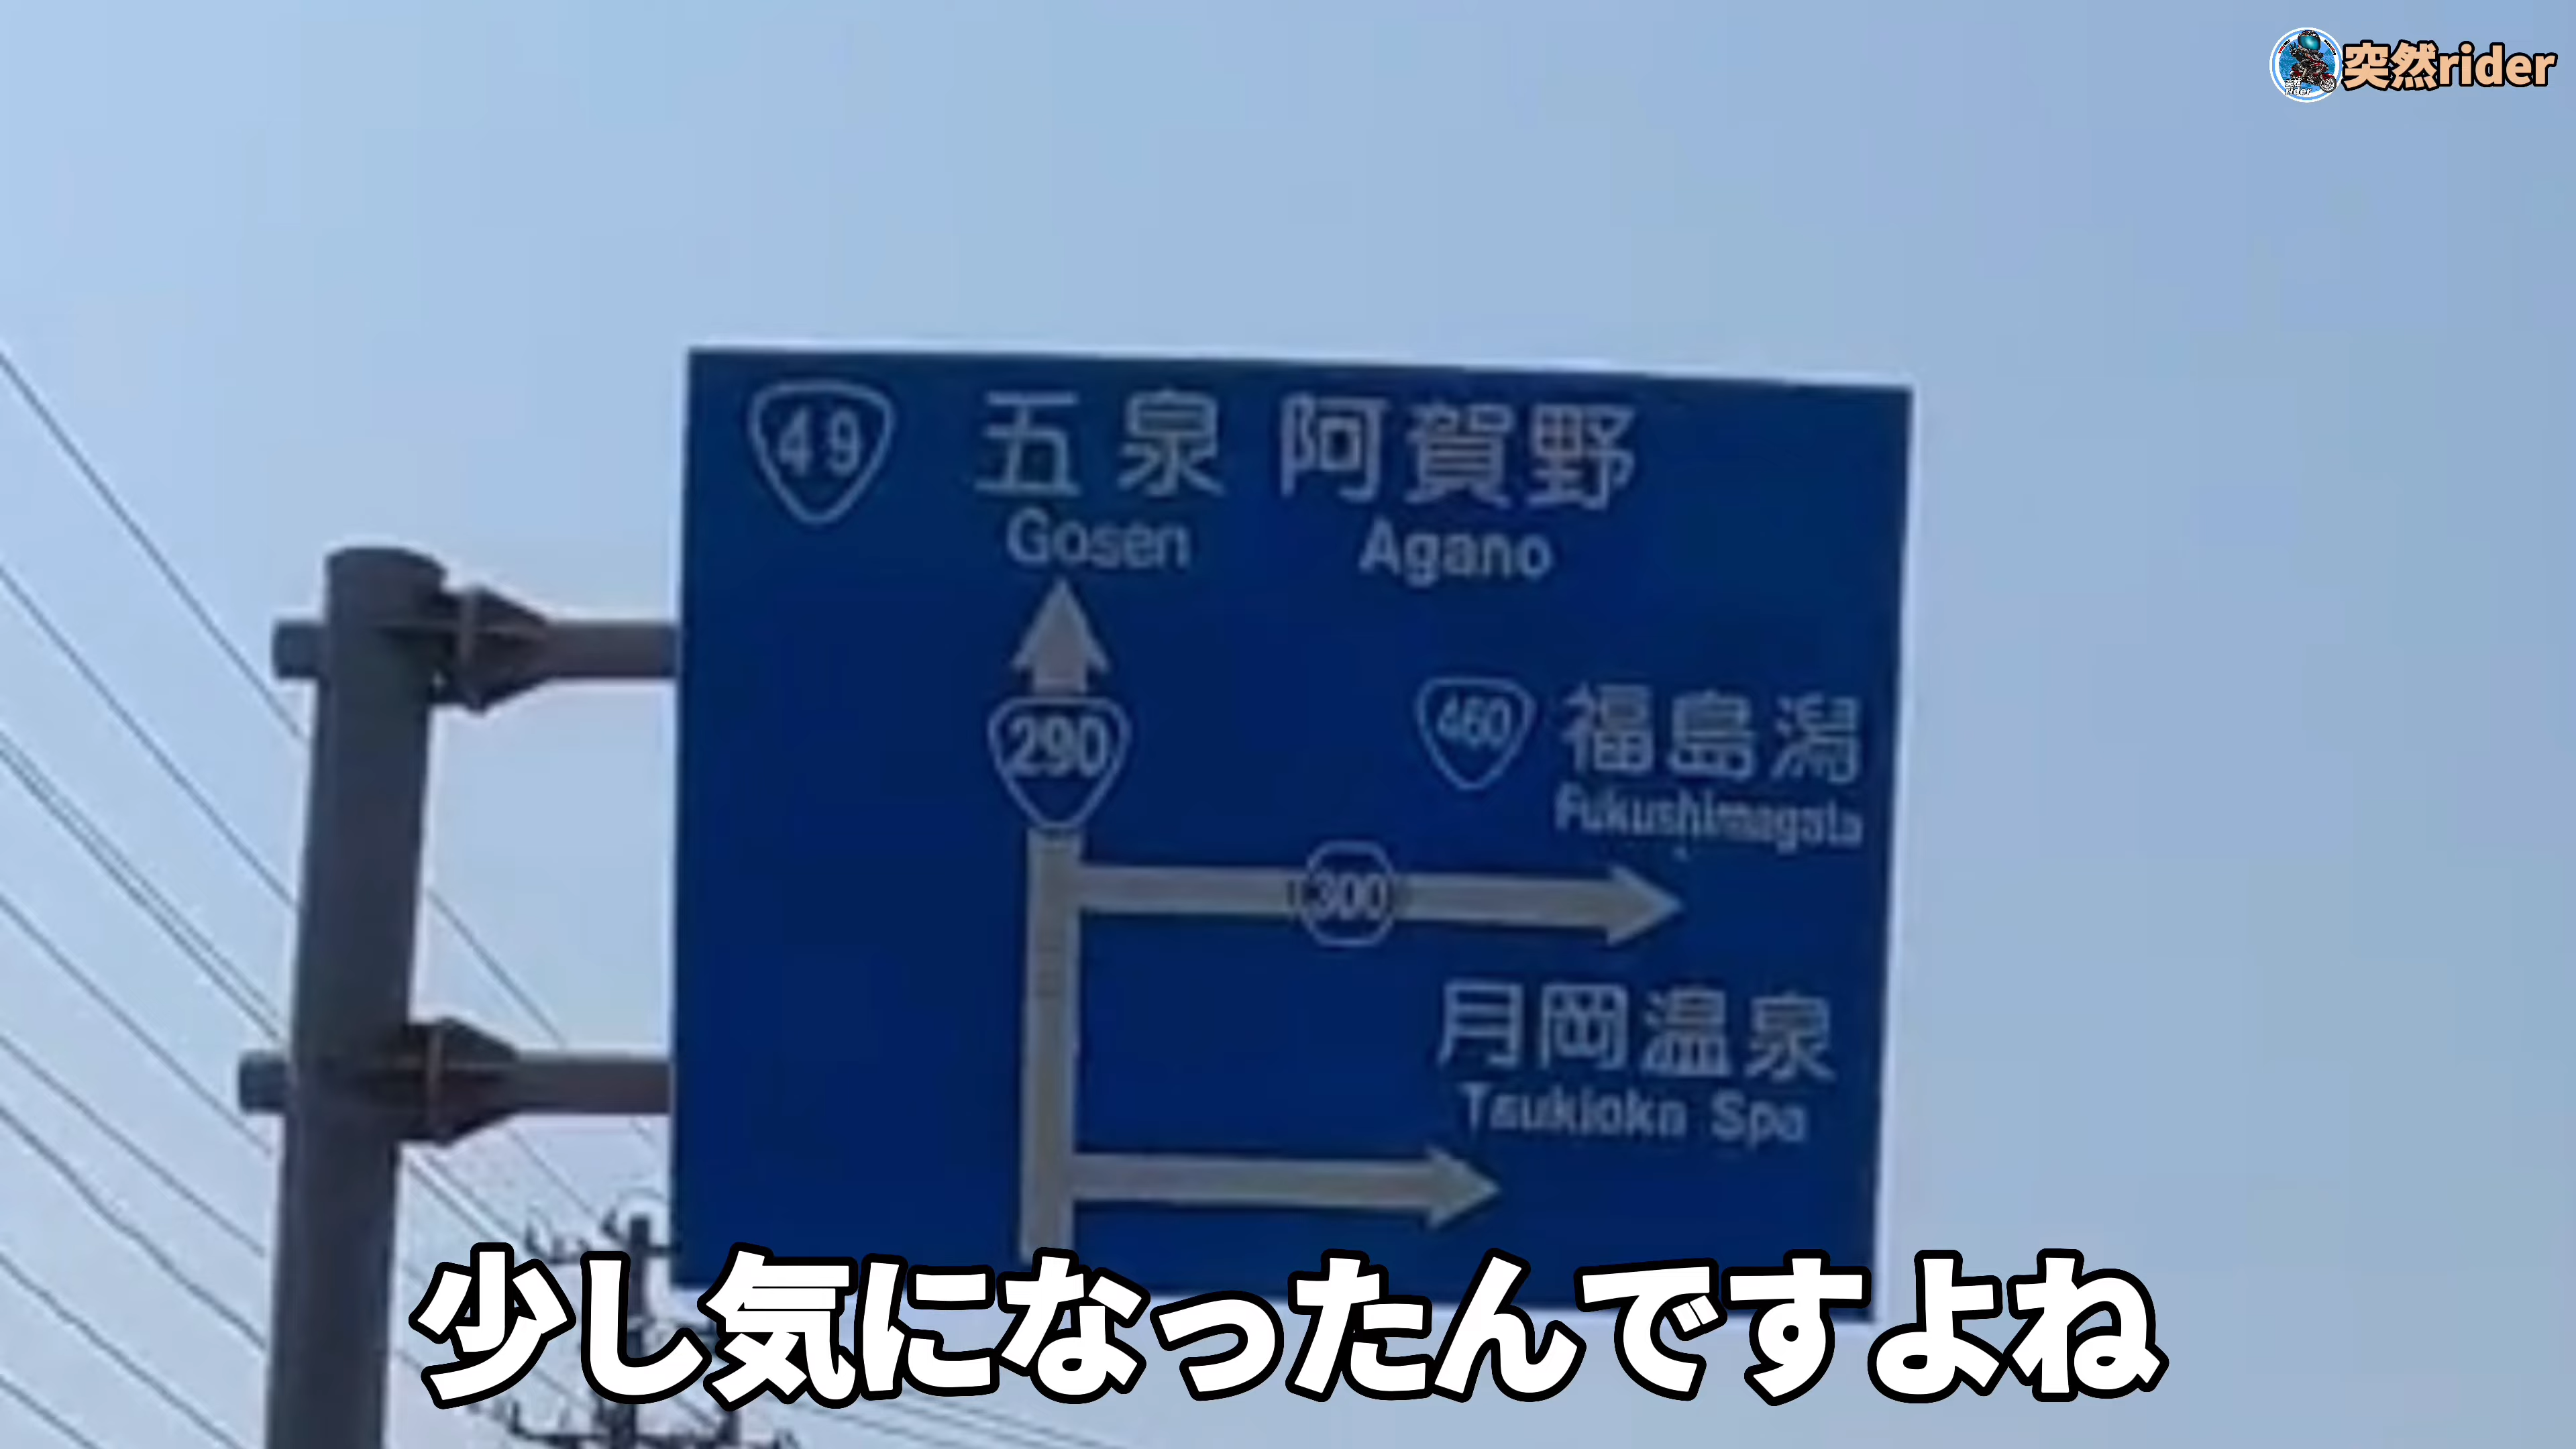 突然rider
49 五泉 阿賀野
Gosen Agano
290
460 福島潟
Fukushimagata
300
月岡温泉
Tsukioka Spa
少し気になったんですよね